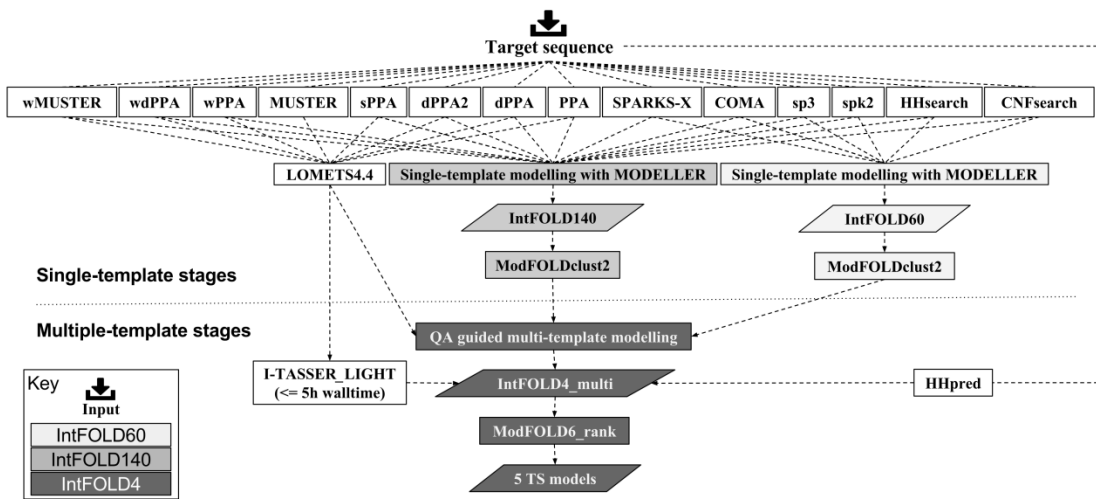 Target sequence
wMUSTER
wdPPA
wPPA
MUSTER
sPPA
dPPA2
dPPA
PPA
SPARKS-X
COMA
sp3
spk2
HHsearch
CNFsearch
LOMETS4.4
Single-template modelling with MODELLER
Single-template modelling with MODELLER
IntFOLD140
IntFOLD60
ModFOLDclust2
ModFOLDclust2
Single-template stages
Multiple-template stages
QA guided multi-template modelling
I-TASSER_LIGHT
(<= 5h walltime)
IntFOLD4_multi
HHpred
ModFOLD6_rank
5 TS models
Key
Input
IntFOLD60
IntFOLD140
IntFOLD4